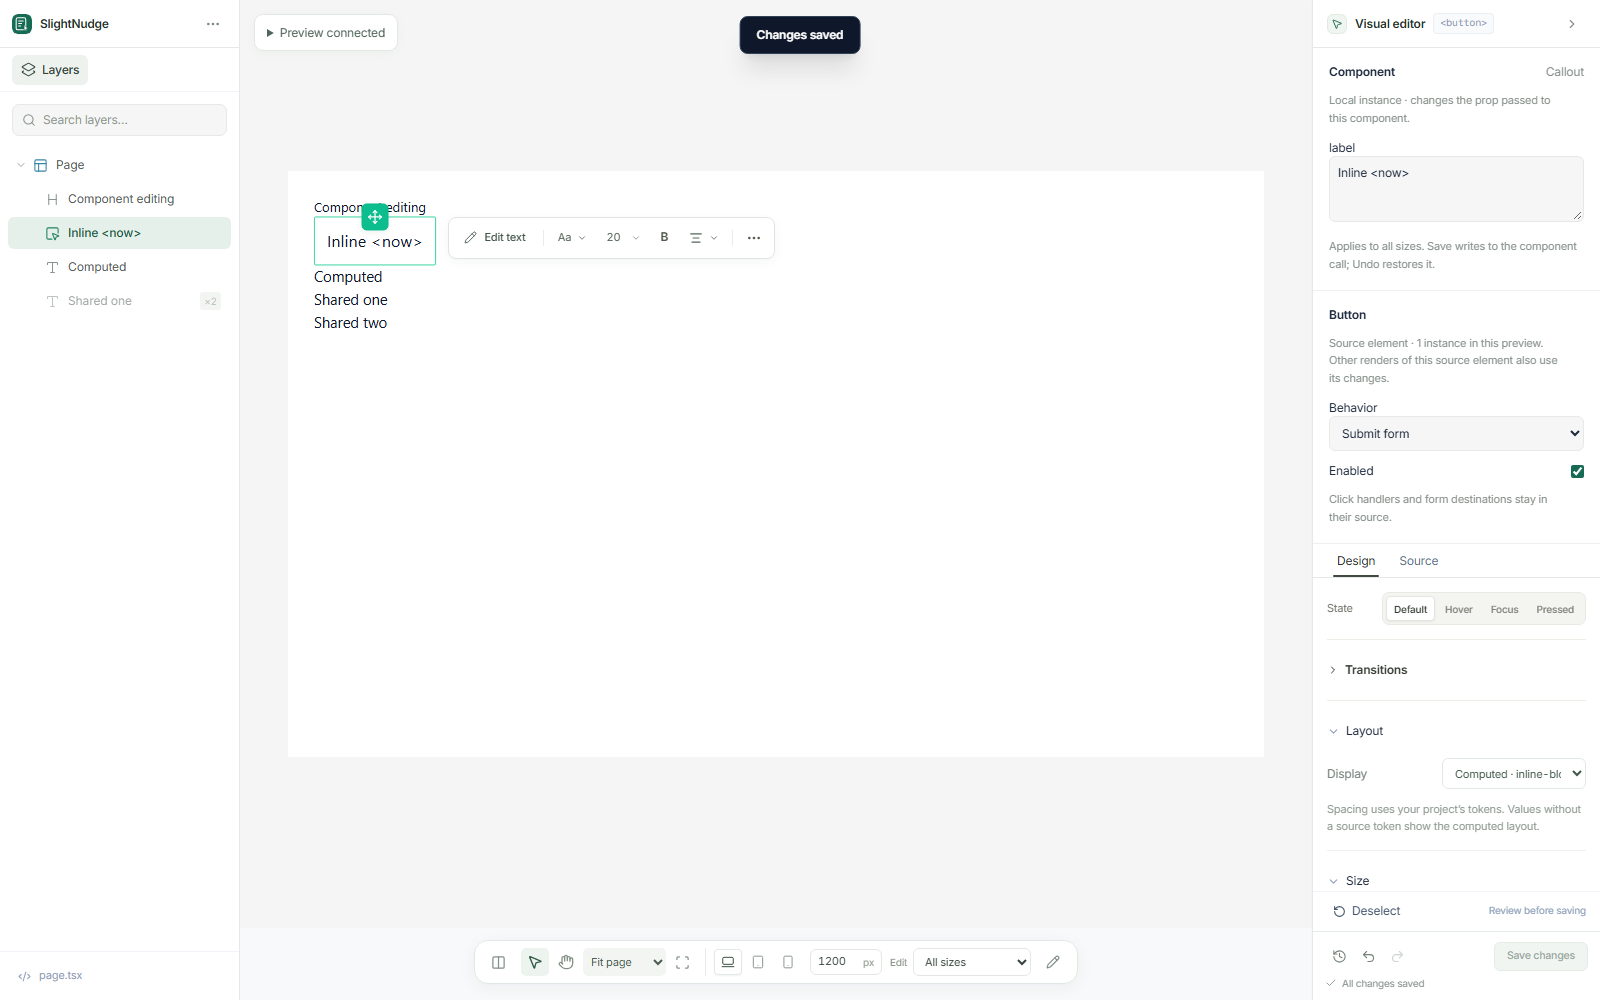 SlightNudge
Layers
Search layers...
Page
Component editing
Inline <now>
Computed
Shared one
×2
page.tsx
Preview connected
Changes saved
Inline <now>
Edit text
Aa
20
B
Computed
Shared one
Shared two
Fit page
1200
px
Edit
All sizes
Visual editor
<button>
Component
Callout
Local instance · changes the prop passed to
this component.
label
Inline <now>
Applies to all sizes. Save writes to the component
call; Undo restores it.
Button
Source element · 1 instance in this preview.
Other renders of this source element also use
its changes.
Behavior
Submit form
Enabled
Click handlers and form destinations stay in
their source.
Design
Source
State
Default
Hover
Focus
Pressed
Transitions
Layout
Display
Computed · inline-blo
Spacing uses your project's tokens. Values without
a source token show the computed layout.
Size
Deselect
Review before saving
Save changes
All changes saved